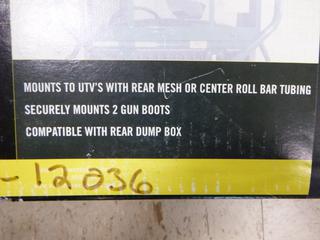 MOUNTS TO UTV'S WITH REAR MESH OR CENTER ROLL BAR TUBING
SECURELY MOUNTS 2 GUN BOOTS
COMPATIBLE WITH REAR DUMP BOX
-12036